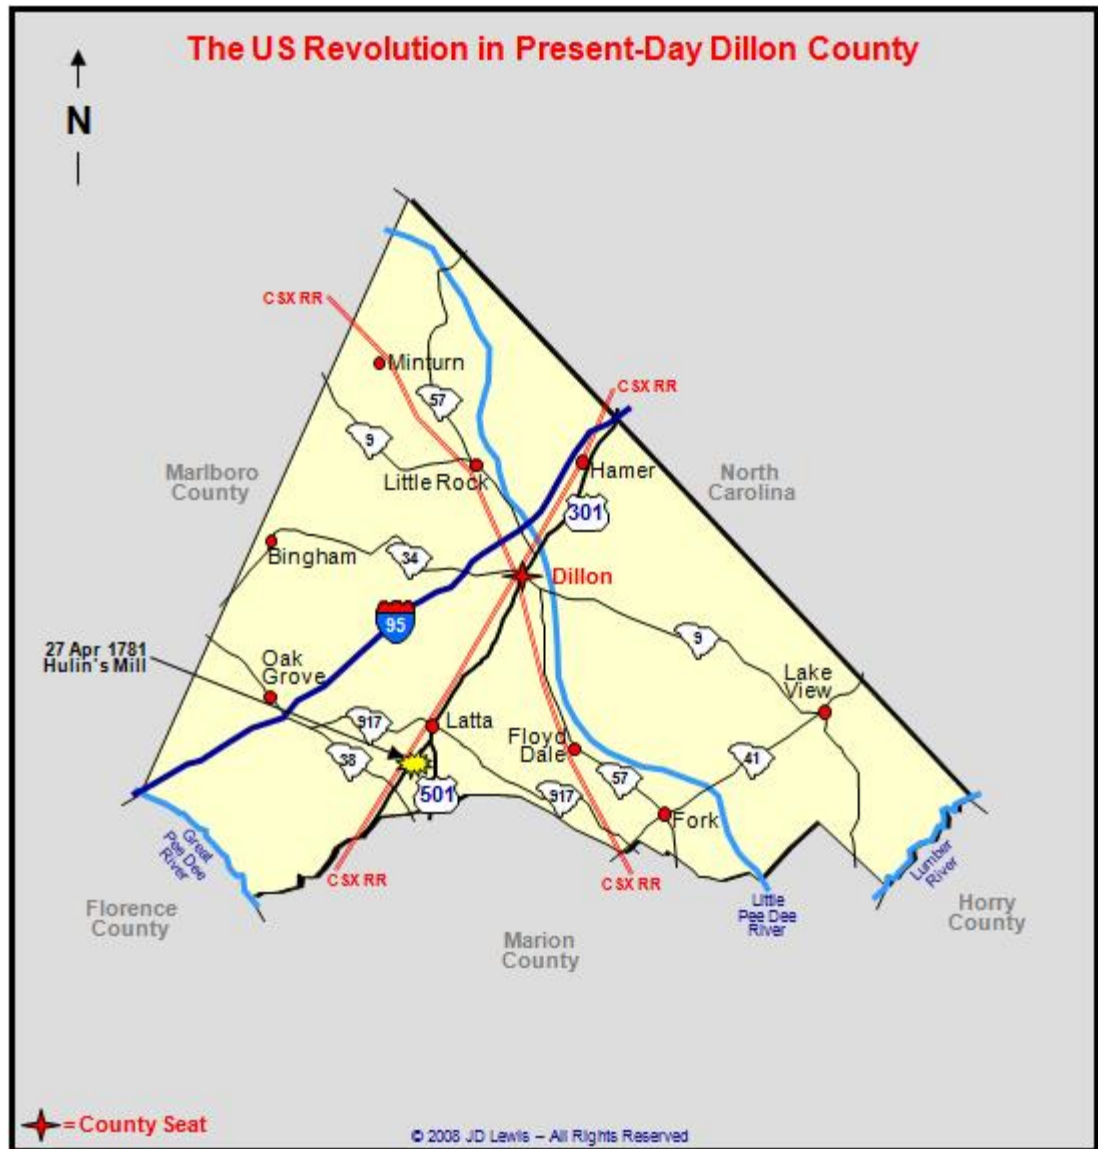 The US Revolution in Present-Day Dillon County
N
CSX RR
Minturn
CSX RR
57
9
Marlboro
County
Little Rock
Hamer
North
Carolina
301
Bingham
34
Dillon
95
9
27 Apr 1781
Hulin's Mill
Oak
Grove
Lake
View
917
Latta
Floyd
Dale
38
41
57
501
917
Fork
Great
Pee Dee
River
Lumber
River
CSX RR
CSX RR
Little
Pee Dee
River
Florence
County
Marion
County
Horry
County
= County Seat
© 2008 JD Lewis – All Rights Reserved